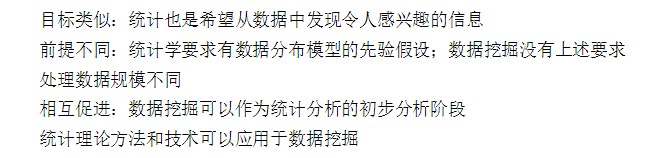 目标类似：统计也是希望从数据中发现令人感兴趣的信息
前提不同：统计学要求有数据分布模型的先验假设；数据挖掘没有上述要求
处理数据规模不同
相互促进：数据挖掘可以作为统计分析的初步分析阶段
统计理论方法和技术可以应用于数据挖掘